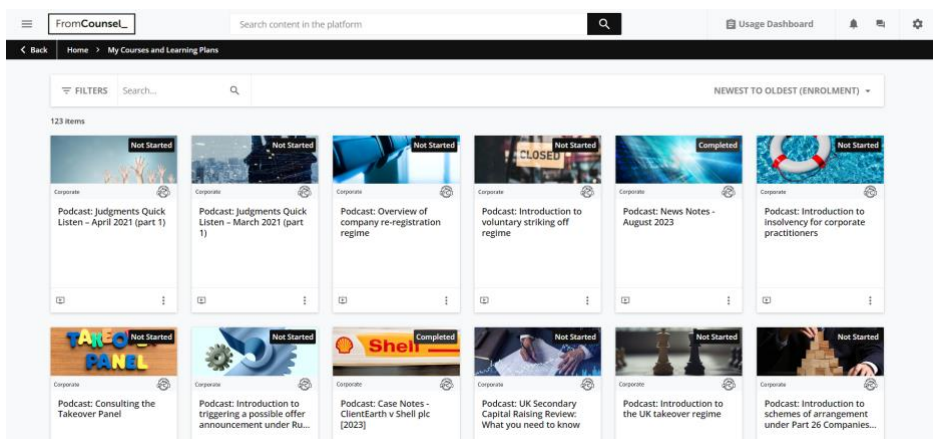 FromCounsel_
Search content in the platform
Usage Dashboard
Back
Home > My Courses and Learning Plans
FILTERS
Search...
NEWEST TO OLDEST (ENROLMENT)
123 items
Not Started
Corporate
Podcast: Judgments Quick
Listen – April 2021 (part 1)
Not Started
Corporate
Podcast: Judgments Quick
Listen – March 2021 (part
1)
Not Started
Corporate
Podcast: Overview of
company re-registration
regime
CLOSED
Not Started
Corporate
Podcast: Introduction to
voluntary striking off
regime
Completed
Corporate
Podcast: News Notes -
August 2023
Not Started
Corporate
Podcast: Introduction to
insolvency for corporate
practitioners
TAKEO
PANEL
Not Started
Corporate
Podcast: Consulting the
Takeover Panel
Not Started
Corporate
Podcast: Introduction to
triggering a possible offer
announcement under Ru...
Shell
Completed
Corporate
Podcast: Case Notes -
ClientEarth v Shell plc
[2023]
Not Started
Corporate
Podcast: UK Secondary
Capital Raising Review:
What you need to know
Not Started
Corporate
Podcast: Introduction to
the UK takeover regime
Not Started
Corporate
Podcast: Introduction to
schemes of arrangement
under Part 26 Companies...